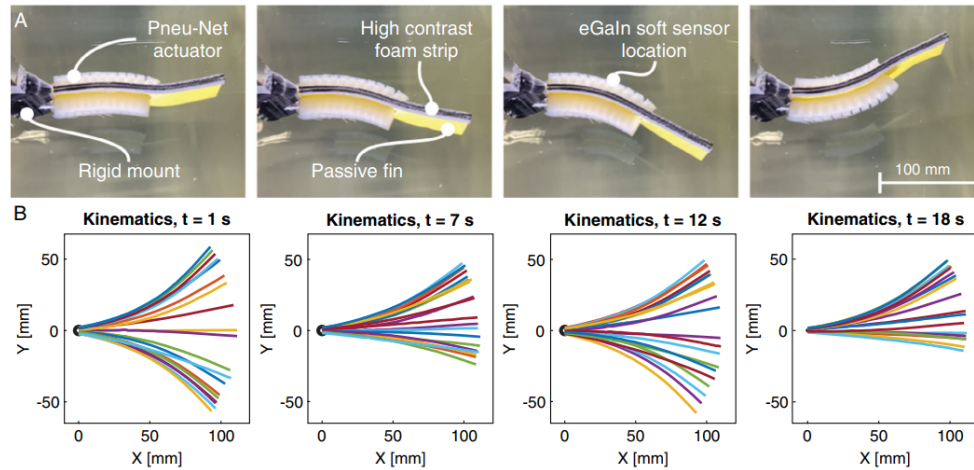 A
Pneu-Net
actuator
High contrast
foam strip
eGaIn soft sensor
location
Rigid mount
Passive fin
100 mm
B
Kinematics, t = 1 s
Kinematics, t = 7 s
Kinematics, t = 12 s
Kinematics, t = 18 s
Y [mm]
50
0
-50
0
50
100
X [mm]
Y [mm]
50
0
-50
0
50
100
X [mm]
Y [mm]
50
0
-50
0
50
100
X [mm]
Y [mm]
50
0
-50
0
50
100
X [mm]